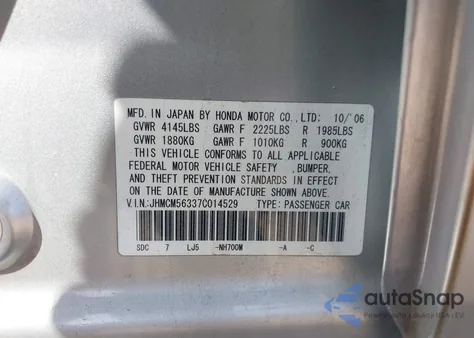 MFD. IN JAPAN BY HONDA MOTOR CO., LTD: 10/'06
GVWR 4145LBS GAWR F 2225LBS R 1985LBS
GVWR 1880KG GAWR F 1010KG R 900KG
THIS VEHICLE CONFORMS TO ALL APPLICABLE
FEDERAL MOTOR VEHICLE SAFETY ,BUMPER,
AND THEFT PREVENTION STANDARDS IN EFFECT
ON THE DATE OF MANUFACTURE SHOWN ABOVE.
V.I.N.:JHMCM56337C014529 TYPE: PASSENGER CAR
SDC 7 LJ5 -NH700M -A -C
autoSnap